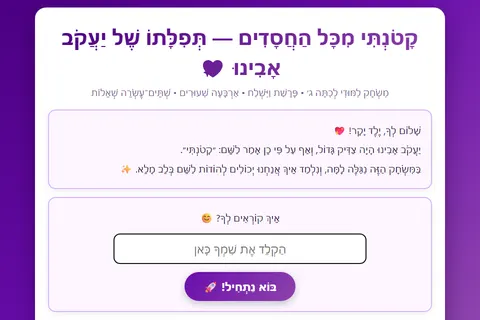 קָטֹנְתִּי מִכָּל הַחֲסָדִים — תְּפִלָּתוֹ שֶׁל יַעֲקֹב
אָבִינוּ 💜
מִשְׂחָק לִמּוּדִי לְכִתָּה ג׳ • פָּרָשַׁת וַיִּשְׁלַח • אַרְבָּעָה שִׁעוּרִים • שְׁתֵּים־עֶשְׂרֵה שְׁאֵלוֹת
שָׁלוֹם לְךָ, יֶלֶד יָקָר! 💖
יַעֲקֹב אָבִינוּ הָיָה צַדִּיק גָּדוֹל, וְאַף עַל פִּי כֵן אָמַר לַשֵּׁם: "קָטֹנְתִּי".
בַּמִּשְׂחָק הַזֶּה נְגַלֶּה לָמָּה, וְנִלְמַד אֵיךְ אֲנַחְנוּ יְכוֹלִים לְהוֹדוֹת לַשֵּׁם בְּלֵב מָלֵא. ✨
אֵיךְ קוֹרְאִים לְךָ? 😊
הַקְלֵד אֶת שִׁמְךָ כָּאן
בּוֹא נַתְחִיל! 🚀